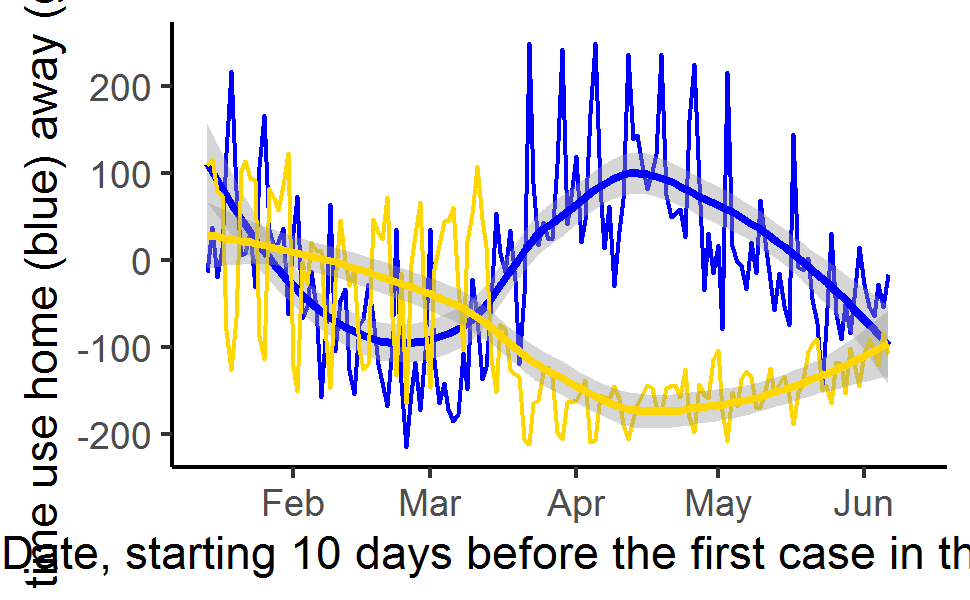 time use home (blue) away (
200
100
0
-100
-200
Feb Mar Apr May Jun
Date, starting 10 days before the first case in th